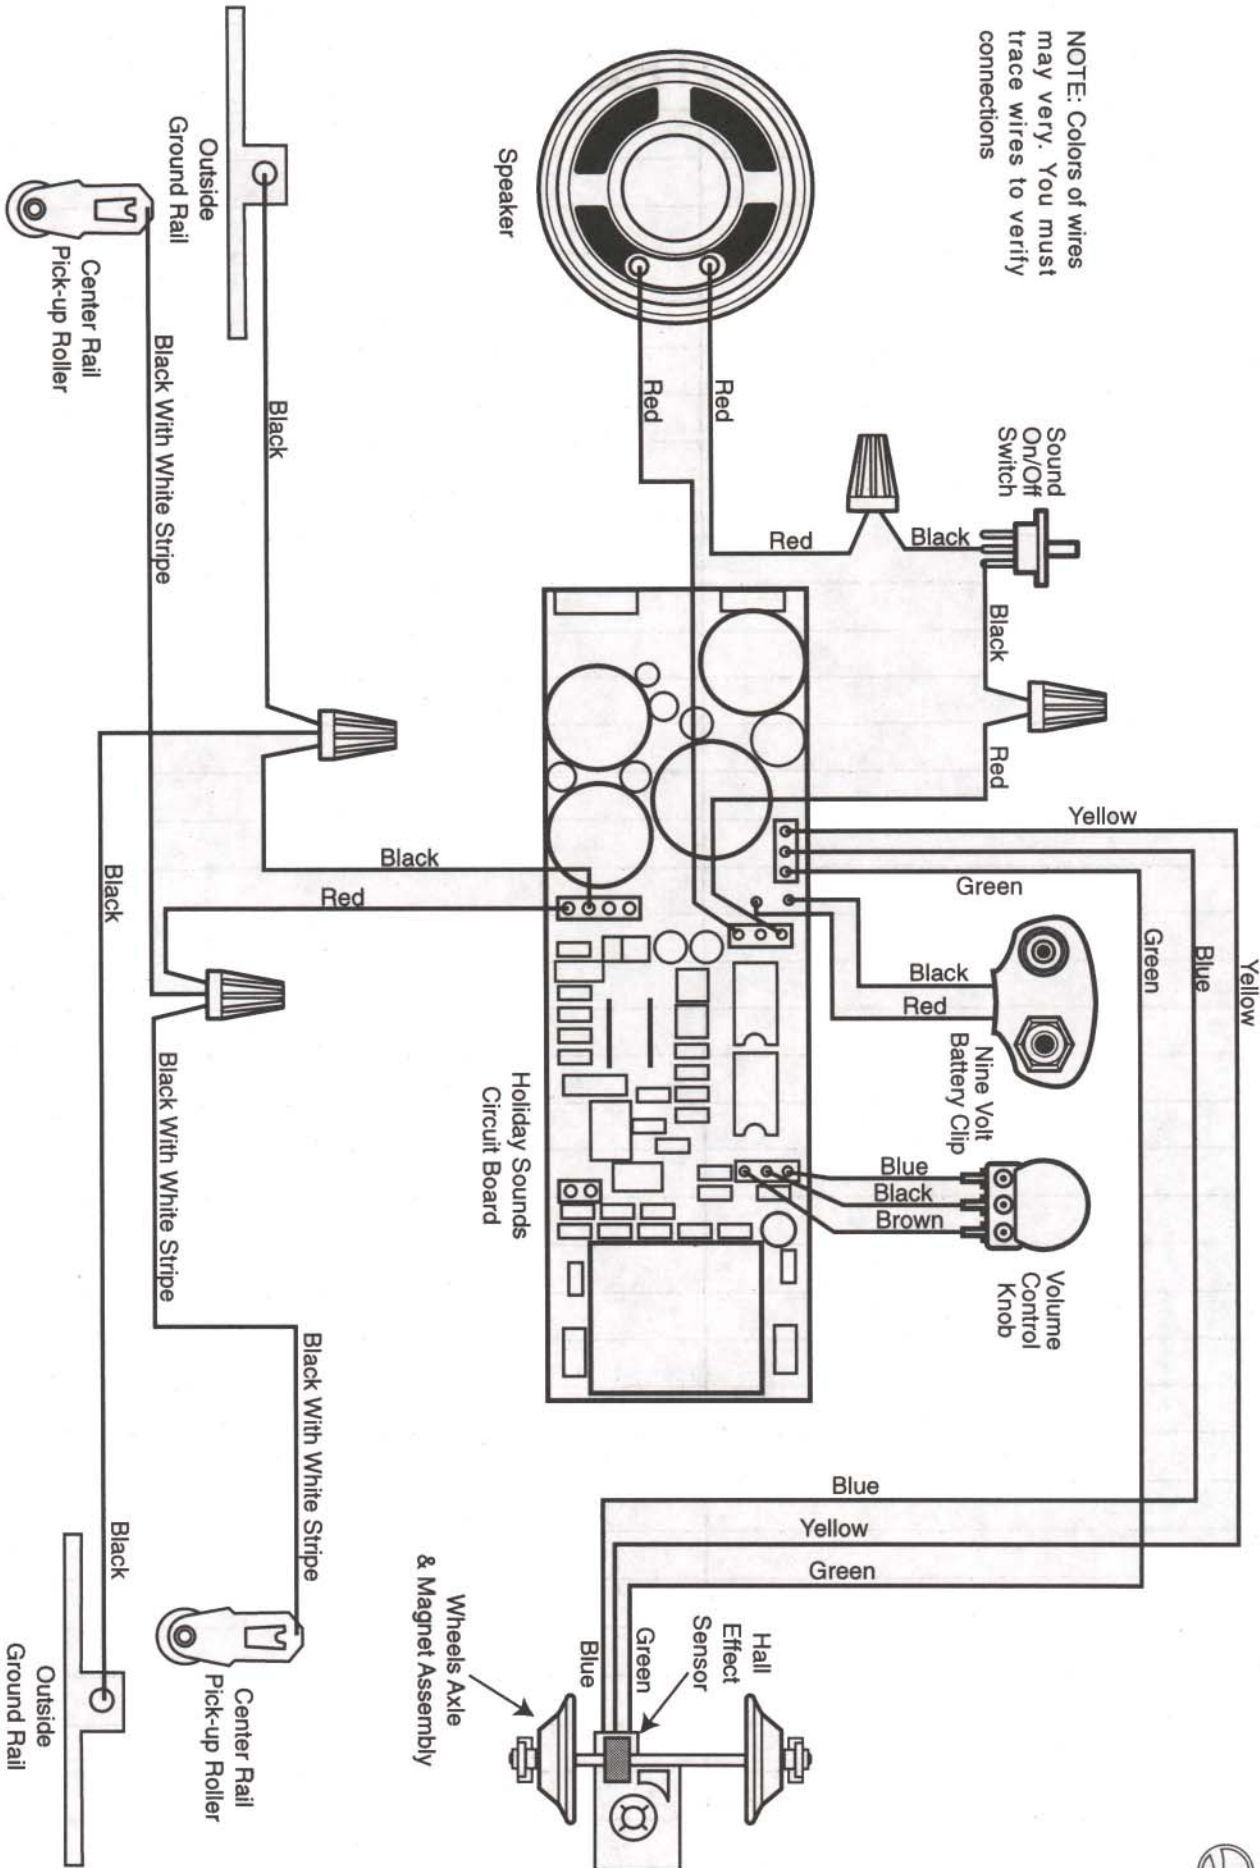 NOTE: Colors of wires
may very. You must
trace wires to verify
connections
Speaker
Outside
Ground Rail
Center Rail
Pick-up Roller
Black With White Stripe
Black
Red
Red
Red
Black
Sound
On/Off
Switch
Black
Red
Yellow
Green
Yellow
Blue
Green
Black
Red
Nine Volt
Battery Clip
Blue
Black
Brown
Volume
Control
Knob
Holiday Sounds
Circuit Board
Black
Red
Black
Black With White Stripe
Black With White Stripe
Black
Blue
Yellow
Green
Hall
Effect
Sensor
Green
Blue
Wheels Axle
& Magnet Assembly
Center Rail
Pick-up Roller
Outside
Ground Rail